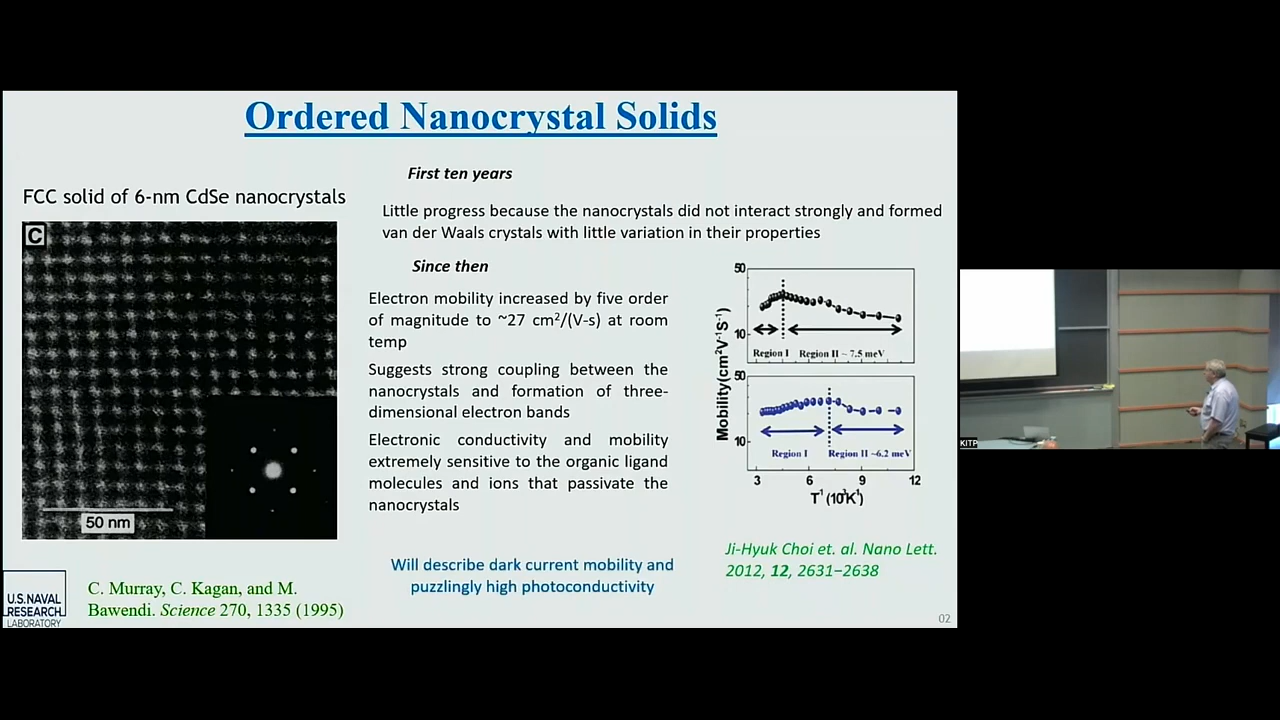 Ordered Nanocrystal Solids
First ten years
FCC solid of 6-nm CdSe nanocrystals
Little progress because the nanocrystals did not interact strongly and formed
van der Waals crystals with little variation in their properties
Since then
Electron mobility increased by five order
of magnitude to ~27 cm²/(V-s) at room
temp
Suggests strong coupling between the
nanocrystals and formation of three-
dimensional electron bands
Electronic conductivity and mobility
extremely sensitive to the organic ligand
molecules and ions that passivate the
nanocrystals
Will describe dark current mobility and
puzzlingly high photoconductivity
C
50 nm
C. Murray, C. Kagan, and M.
Bawendi. Science 270, 1335 (1995)
U.S. NAVAL
RESEARCH
LABORATORY
Mobility(cm²V⁻¹S⁻¹)
50
10
Region I
Region II ~ 7.5 meV
50
10
Region I
Region II ~6.2 meV
3 6 9 12
T¹ (10³K¹)
Ji-Hyuk Choi et. al. Nano Lett.
2012, 12, 2631−2638
02
KITP